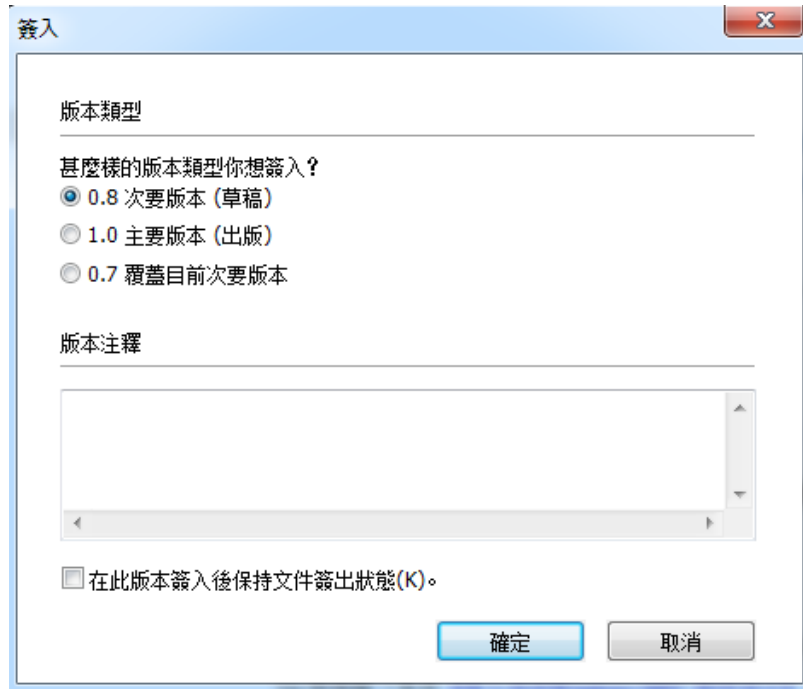 簽入
版本類型
甚麼樣的版本類型你想簽入?
0.8 次要版本 (草稿)
1.0 主要版本 (出版)
0.7 覆蓋目前次要版本
版本注釋
在此版本簽入後保持文件簽出狀態(K)。
確定
取消